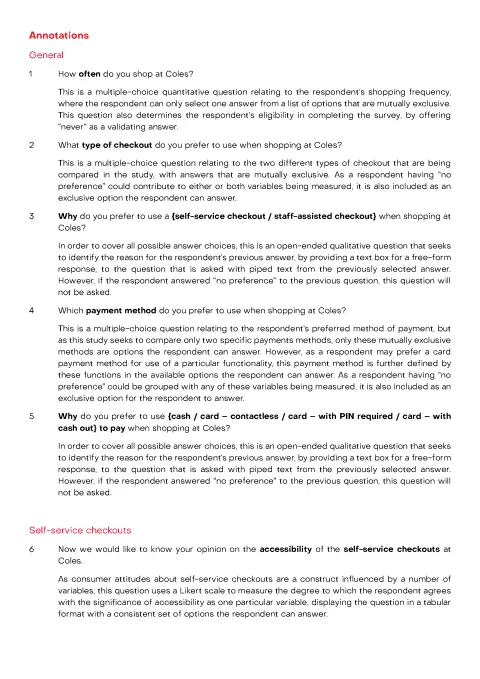 Annotations
General
1 How often do you shop at Coles?
This is a multiple-choice quantitative question relating to the respondent's shopping frequency,
where the respondent can only select one answer from a list of options that are mutually exclusive.
This question also determines the respondent's eligibility in completing the survey, by offering
"never" as a validating answer.
2 What type of checkout do you prefer to use when shopping at Coles?
This is a multiple-choice question relating to the two different types of checkout that are being
compared in the study, with answers that are mutually exclusive. As a respondent having "no
preference" could contribute to either or both variables being measured, it is also included as an
exclusive option the respondent can answer.
3 Why do you prefer to use a {self-service checkout / staff-assisted checkout} when shopping at
Coles?
In order to cover all possible answer choices, this is an open-ended qualitative question that seeks
to identify the reason for the respondent's previous answer, by providing a text box for a free-form
response, to the question that is asked with piped text from the previously selected answer.
However, if the respondent answered "no preference" to the previous question, this question will
not be asked.
4 Which payment method do you prefer to use when shopping at Coles?
This is a multiple-choice question relating to the respondent's preferred method of payment, but
as this study seeks to compare only two specific payments methods, only these mutually exclusive
methods are options the respondent can answer. However, as a respondent may prefer a card
payment method for use of a particular functionality, this payment method is further defined by
these functions in the available options the respondent can answer. As a respondent having "no
preference" could be grouped with any of these variables being measured, it is also included as an
exclusive option for the respondent to answer.
5 Why do you prefer to use {cash / card – contactless / card – with PIN required / card – with
cash out} to pay when shopping at Coles?
In order to cover all possible answer choices, this is an open-ended qualitative question that seeks
to identify the reason for the respondent's previous answer, by providing a text box for a free-form
response, to the question that is asked with piped text from the previously selected answer.
However, if the respondent answered "no preference" to the previous question, this question will
not be asked.
Self-service checkouts
6 Now we would like to know your opinion on the accessibility of the self-service checkouts at
Coles.
As consumer attitudes about self-service checkouts are a construct influenced by a number of
variables, this question uses a Likert scale to measure the degree to which the respondent agrees
with the significance of accessibility as one particular variable, displaying the question in a tabular
format with a consistent set of options the respondent can answer.